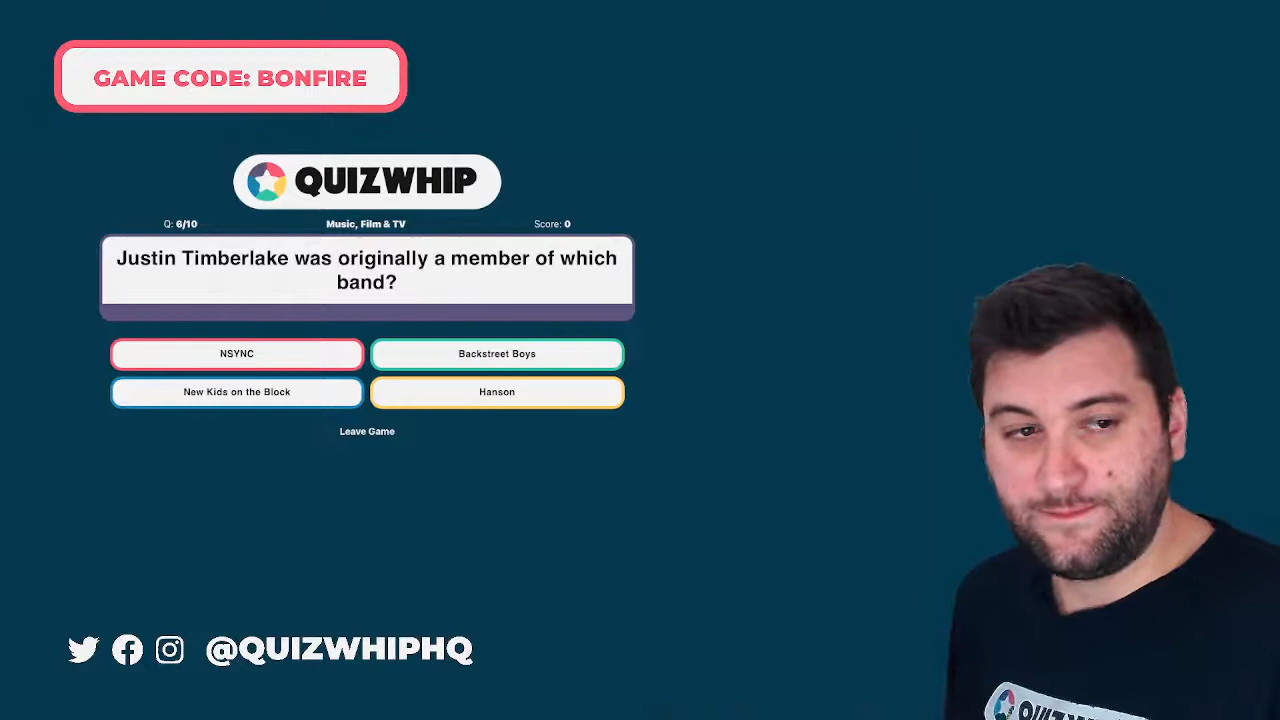 GAME CODE: BONFIRE
QUIZWHIP
Q: 6/10
Music, Film & TV
Score: 0
Justin Timberlake was originally a member of which
band?
NSYNC
Backstreet Boys
New Kids on the Block
Hanson
Leave Game
@QUIZWHIPHQ
QUIZWHIP